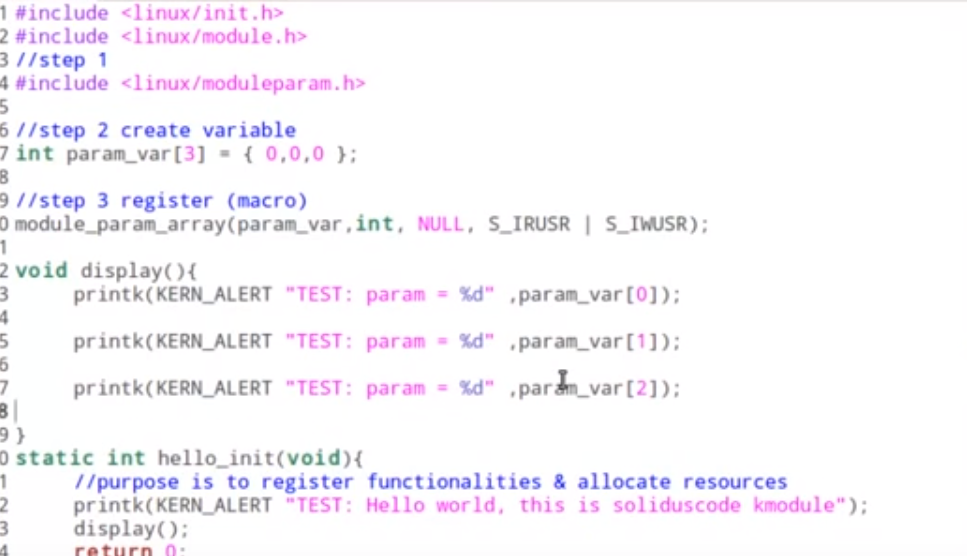 1 #include <linux/init.h>
2 #include <linux/module.h>
3 //step 1
4 #include <linux/moduleparam.h>
5
6 //step 2 create variable
7 int param_var[3] = { 0,0,0 };
8
9 //step 3 register (macro)
0 module_param_array(param_var,int, NULL, S_IRUSR | S_IWUSR);
1
2 void display(){
3 printk(KERN_ALERT "TEST: param = %d" ,param_var[0]);
4
5 printk(KERN_ALERT "TEST: param = %d" ,param_var[1]);
6
7 printk(KERN_ALERT "TEST: param = %d" ,param_var[2]);
8
9 }
0 static int hello_init(void){
1 //purpose is to register functionalities & allocate resources
2 printk(KERN_ALERT "TEST: Hello world, this is soliduscode kmodule");
3 display();
4 return 0;